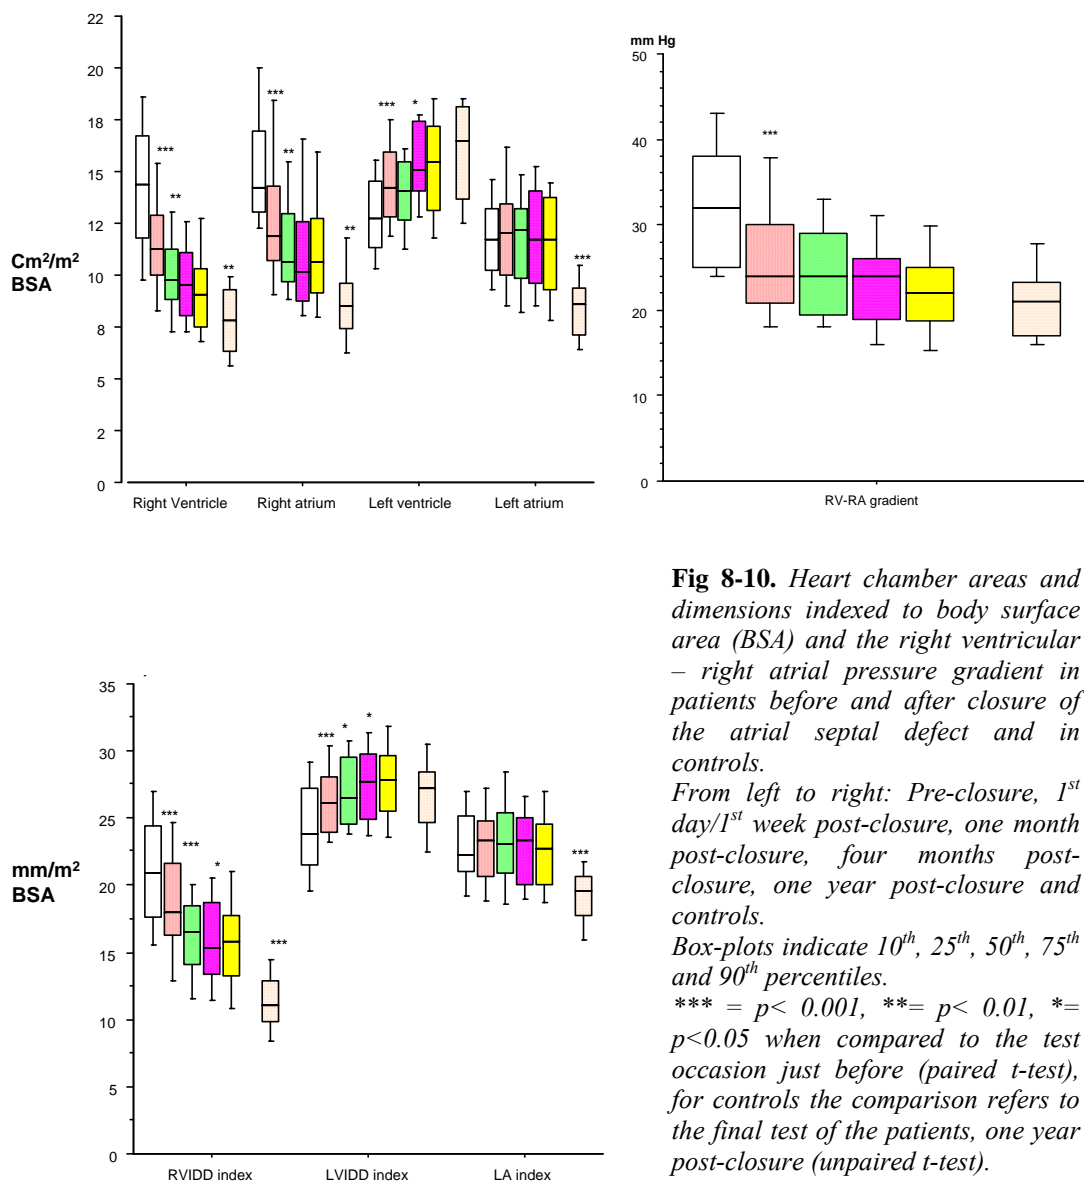 22
20
18
15
12
10
8
5
2
0
Cm²/m²
BSA
***
**
**
***
**
**
***
*
***
Right Ventricle Right atrium Left ventricle Left atrium
mm Hg
50
40
30
20
10
0
***
RV-RA gradient
35
30
25
20
15
10
5
0
mm/m²
BSA
***
***
*
***
***
*
*
***
RVIDD index LVIDD index LA index
Fig 8-10. Heart chamber areas and
dimensions indexed to body surface
area (BSA) and the right ventricular
– right atrial pressure gradient in
patients before and after closure of
the atrial septal defect and in
controls.
From left to right: Pre-closure, 1st
day/1st week post-closure, one month
post-closure, four months post-
closure, one year post-closure and
controls.
Box-plots indicate 10th, 25th, 50th, 75th
and 90th percentiles.
*** = p< 0.001, **= p< 0.01, *=
p<0.05 when compared to the test
occasion just before (paired t-test),
for controls the comparison refers to
the final test of the patients, one year
post-closure (unpaired t-test).